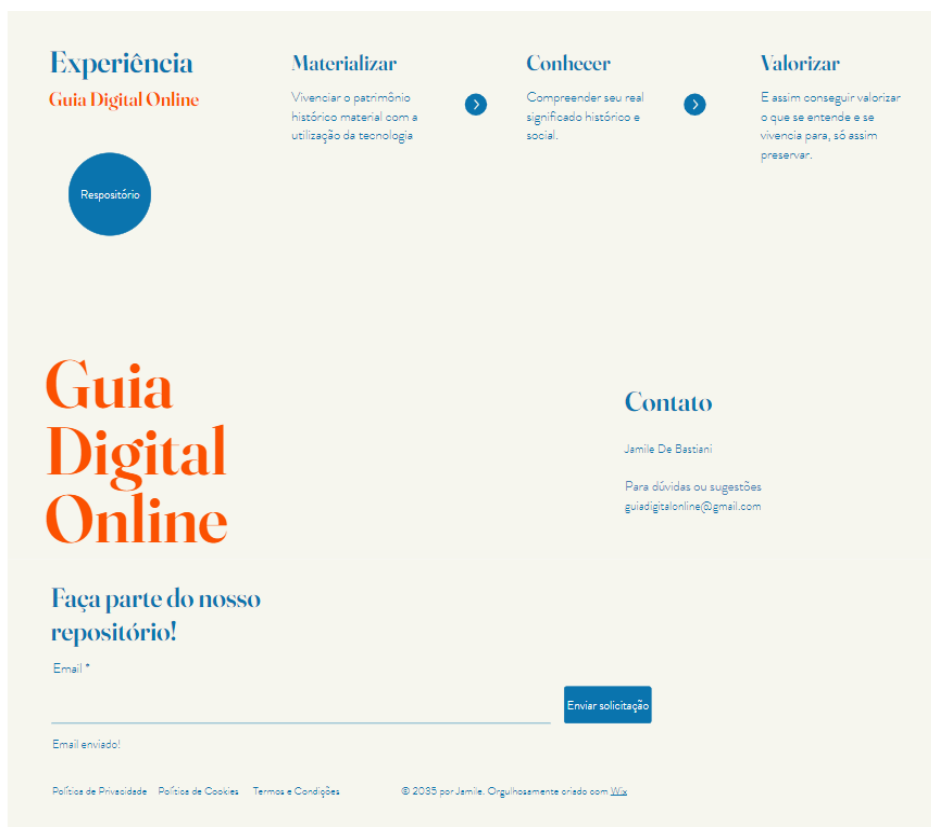 Experiência
Guia Digital Online
Respositório
Materializar
Vivenciar o patrimônio
histórico material com a
utilização da tecnologia
Conhecer
Compreender seu real
significado histórico e
social.
Valorizar
E assim conseguir valorizar
o que se entende e se
vivencia para, só assim
preservar.
Guia
Digital
Online
Contato
Jamile De Bastiani
Para dúvidas ou sugestões
guiadigitalonline@gmail.com
Faça parte do nosso
repositório!
Email *
Enviar solicitação
Email enviado!
Política de Privacidade Política de Cookies Termos e Condições © 2035 por Jamile. Orgulhosamente criado com Wix